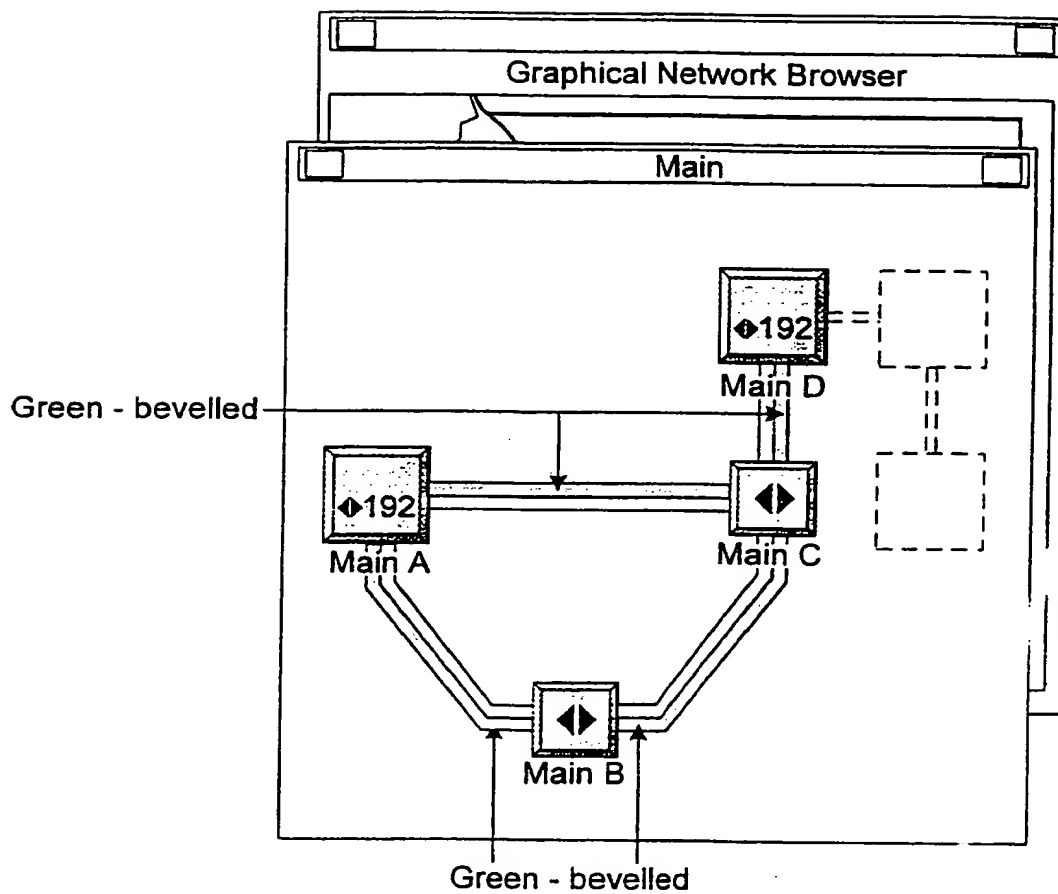 Graphical Network Browser
Main
192
Main D
Green - bevelled
192
Main A
Main C
Main B
Green - bevelled